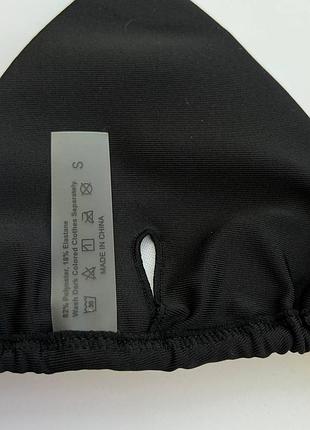 S
MADE IN CHINA
Wash Dark Colored Clothes Separately.
82% Polyester, 18% Elastane